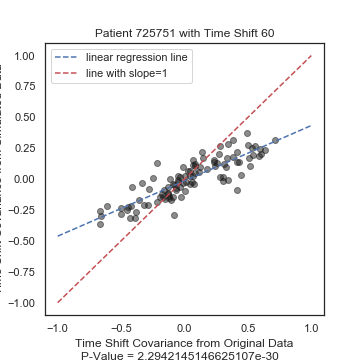 Patient 725751 with Time Shift 60
linear regression line
line with slope=1
1.00
0.75
0.50
0.25
0.00
−0.25
−0.50
−0.75
−1.00
−1.0
−0.5
0.0
0.5
1.0
Time Shift Covariance from Original Data
P-Value = 2.2942145146625107e-30